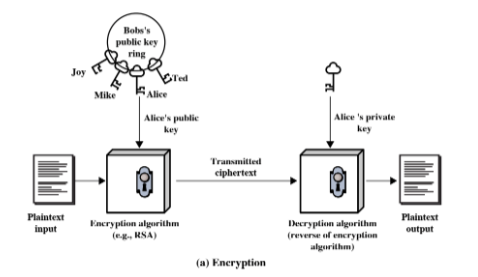 Bobs's
public key
ring
Joy
Ted
Mike
Alice
Alice's public
key
Alice 's private
key
Transmitted
ciphertext
Plaintext
input
Encryption algorithm
(e.g., RSA)
Decryption algorithm
(reverse of encryption
algorithm)
Plaintext
output
(a) Encryption